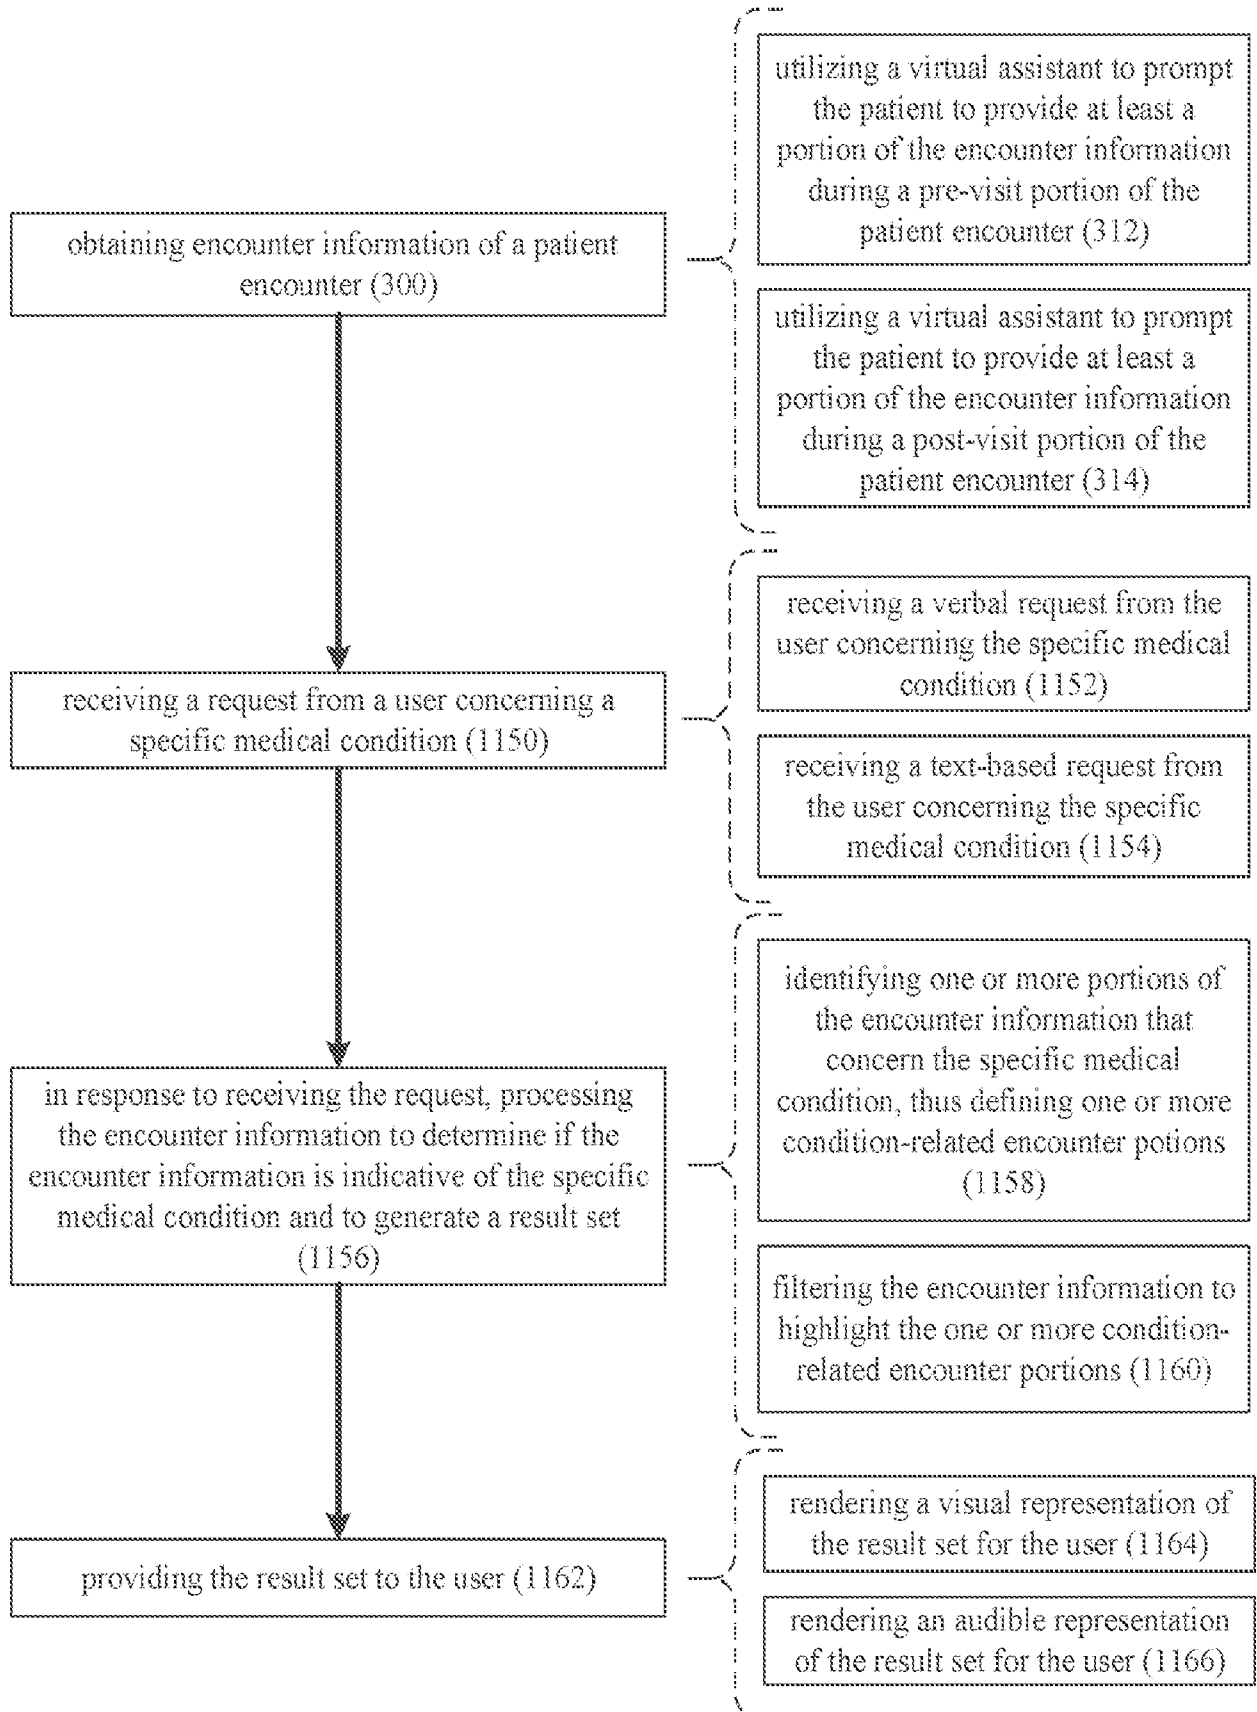 obtaining encounter information of a patient
encounter (300)
utilizing a virtual assistant to prompt
the patient to provide at least a
portion of the encounter information
during a pre-visit portion of the
patient encounter (312)
utilizing a virtual assistant to prompt
the patient to provide at least a
portion of the encounter information
during a post-visit portion of the
patient encounter (314)
receiving a request from a user concerning a
specific medical condition (1150)
receiving a verbal request from the
user concerning the specific medical
condition (1152)
receiving a text-based request from
the user concerning the specific
medical condition (1154)
in response to receiving the request, processing
the encounter information to determine if the
encounter information is indicative of the specific
medical condition and to generate a result set
(1156)
identifying one or more portions of
the encounter information that
concern the specific medical
condition, thus defining one or more
condition-related encounter potions
(1158)
filtering the encounter information to
highlight the one or more condition-
related encounter portions (1160)
providing the result set to the user (1162)
rendering a visual representation of
the result set for the user (1164)
rendering an audible representation
of the result set for the user (1166)